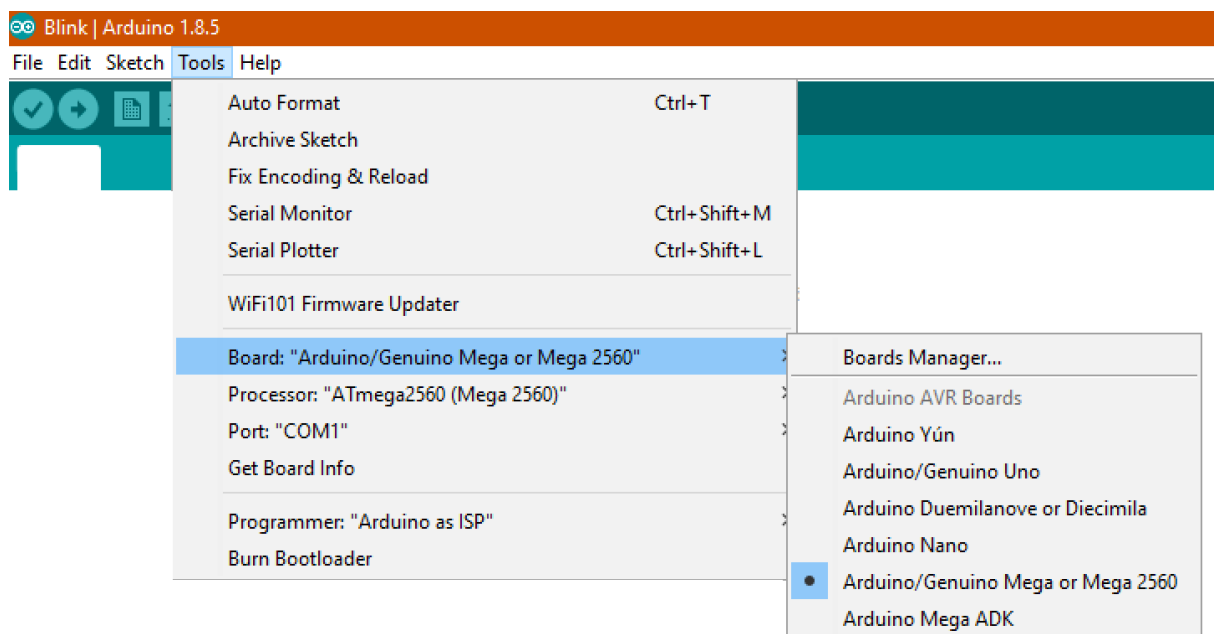 Blink | Arduino 1.8.5
File Edit Sketch Tools Help
Auto Format Ctrl+T
Archive Sketch
Fix Encoding & Reload
Serial Monitor Ctrl+Shift+M
Serial Plotter Ctrl+Shift+L
WiFi101 Firmware Updater
Board: "Arduino/Genuino Mega or Mega 2560"
Processor: "ATmega2560 (Mega 2560)"
Port: "COM1"
Get Board Info
Programmer: "Arduino as ISP"
Burn Bootloader
Boards Manager...
Arduino AVR Boards
Arduino Yún
Arduino/Genuino Uno
Arduino Duemilanove or Diecimila
Arduino Nano
Arduino/Genuino Mega or Mega 2560
Arduino Mega ADK